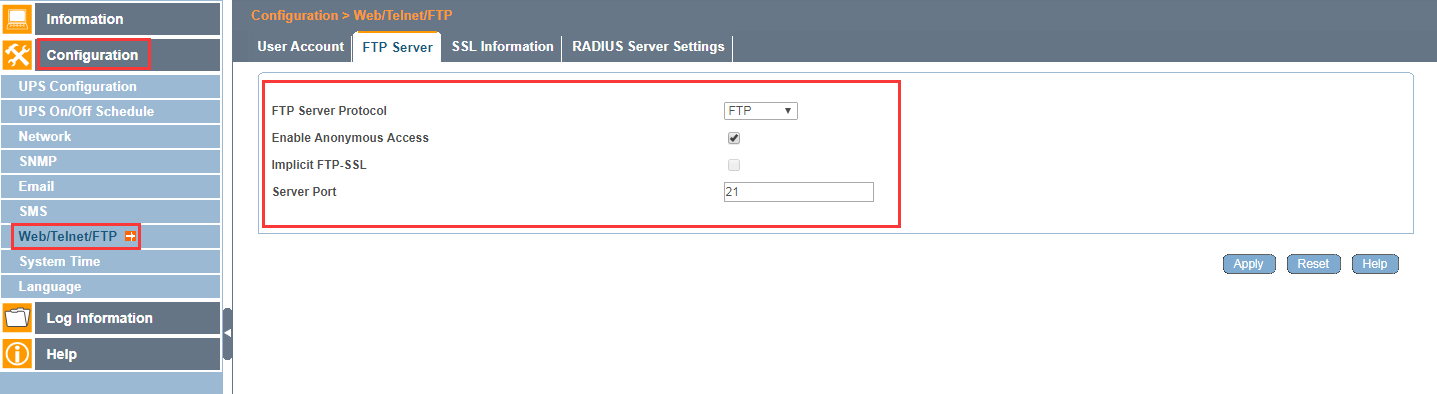 Information
Configuration
UPS Configuration
UPS On/Off Schedule
Network
SNMP
Email
SMS
Web/Telnet/FTP
System Time
Language
Log Information
Help
Configuration > Web/Telnet/FTP
User Account FTP Server SSL Information RADIUS Server Settings
FTP Server Protocol FTP
Enable Anonymous Access
Implicit FTP-SSL
Server Port 21
Apply Reset Help